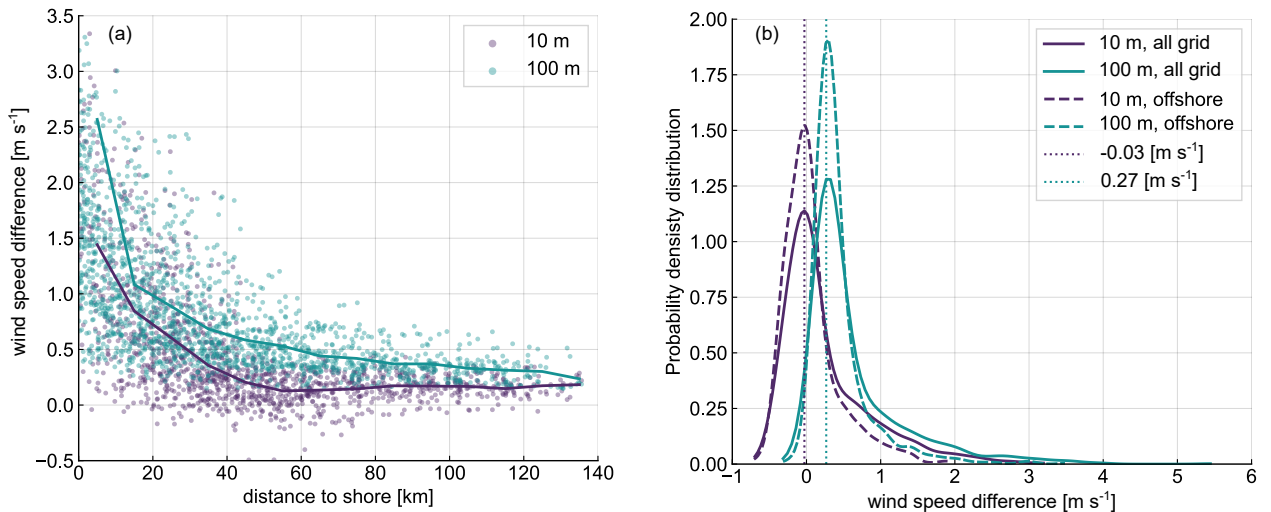 (a)
10 m
100 m
3.5
3.0
2.5
2.0
1.5
1.0
0.5
0.0
−0.5
wind speed difference [m s⁻¹]
0 20 40 60 80 100 120 140
distance to shore [km]
(b)
10 m, all grid
100 m, all grid
10 m, offshore
100 m, offshore
-0.03 [m s⁻¹]
0.27 [m s⁻¹]
2.00
1.75
1.50
1.25
1.00
0.75
0.50
0.25
0.00
Probability densisty distribution
−1 0 1 2 3 4 5 6
wind speed difference [m s⁻¹]